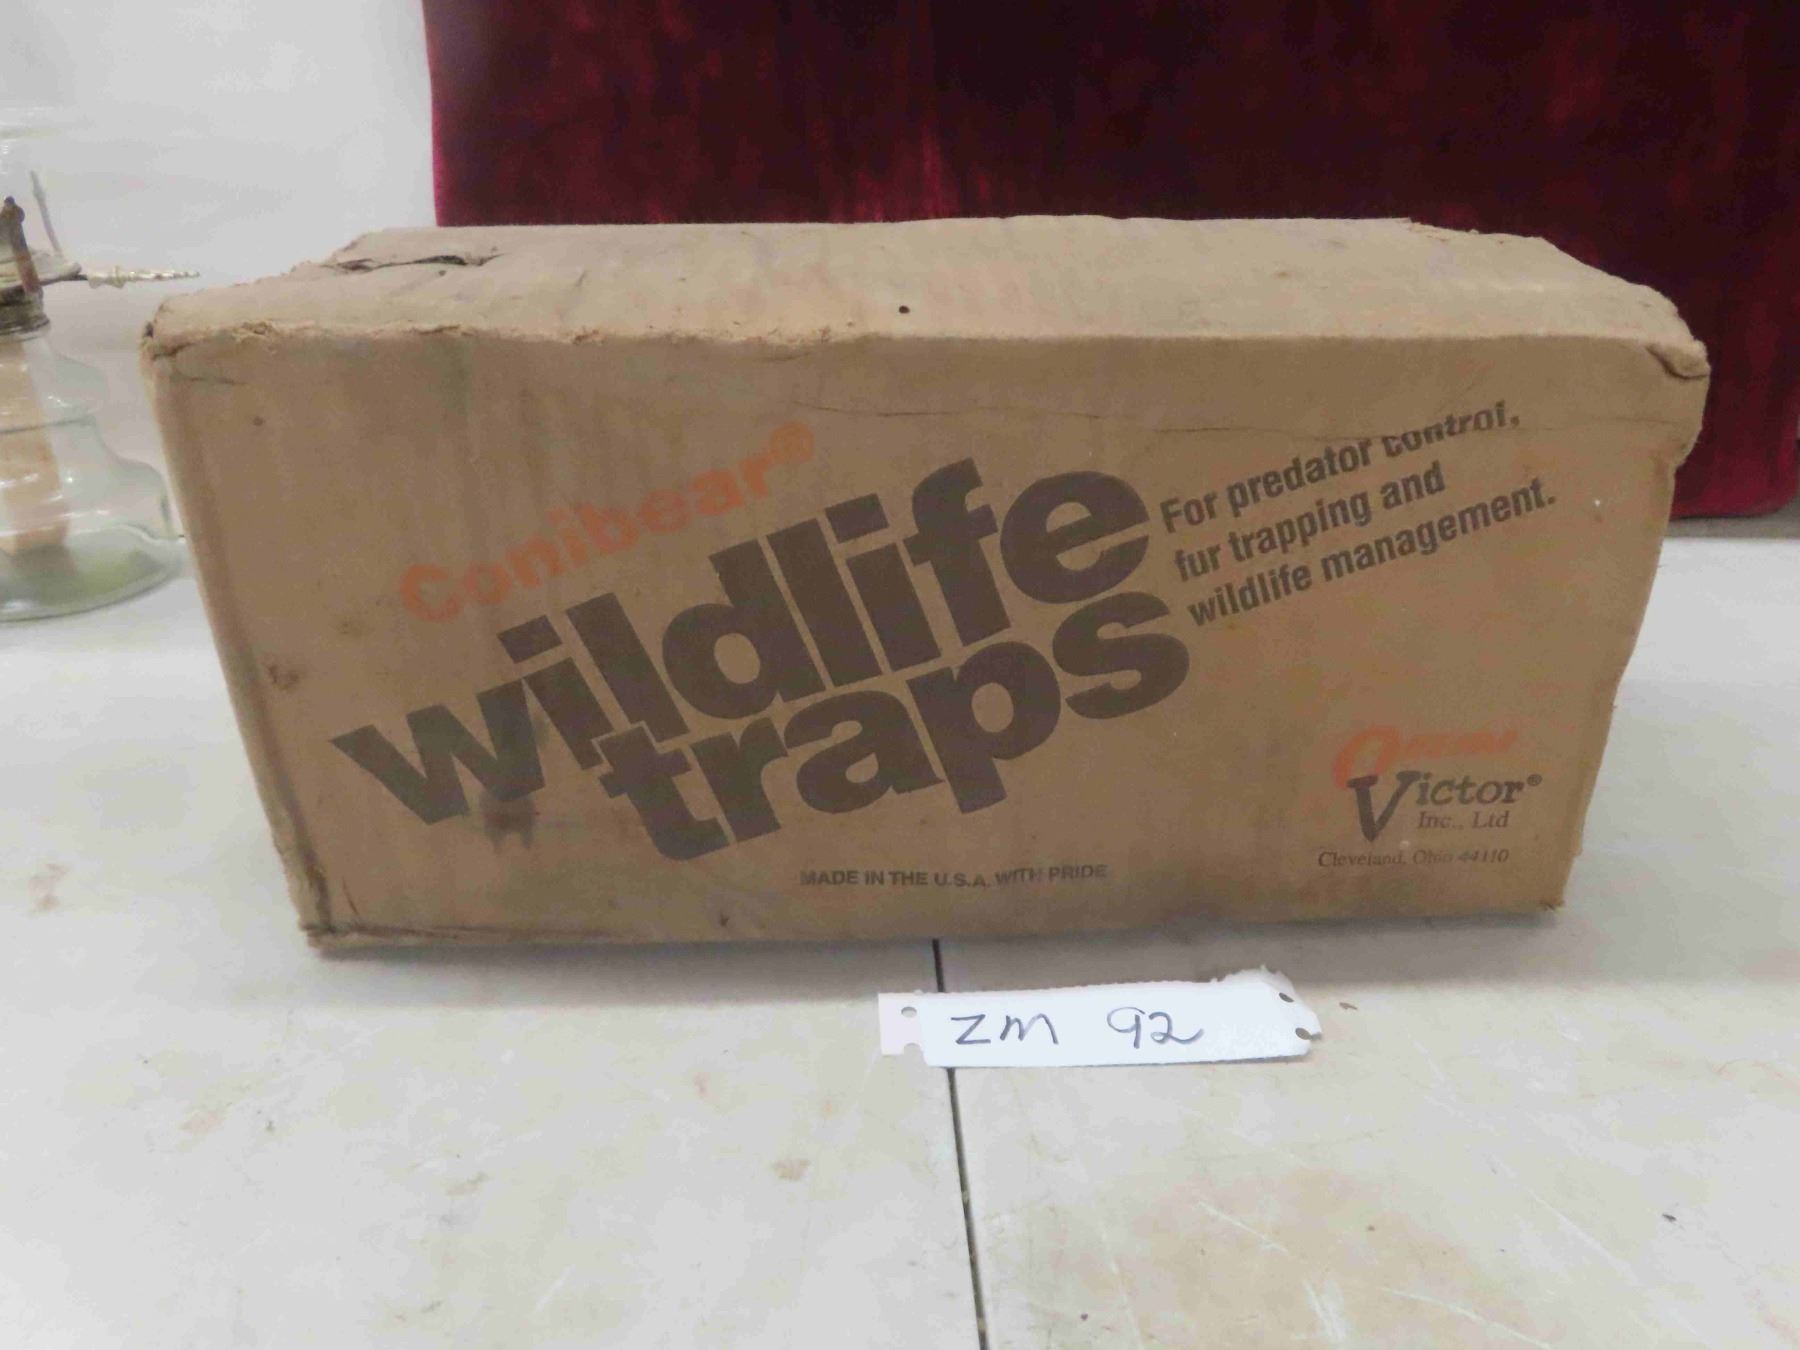 Conibear®
wildlife
traps
For predator control,
fur trapping and
wildlife management.
Victor®
Inc., Ltd
Cleveland, Ohio 44110
MADE IN THE U.S.A. WITH PRIDE
ZM 92